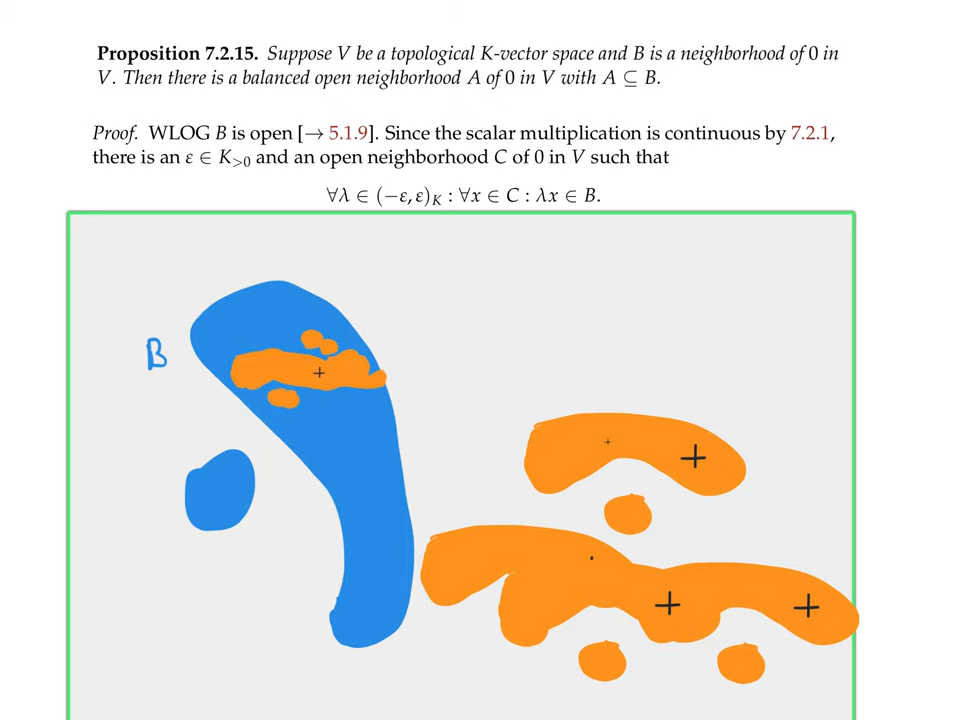 Proposition 7.2.15. Suppose V be a topological K-vector space and B is a neighborhood of 0 in
V. Then there is a balanced open neighborhood A of 0 in V with A ⊆ B.
Proof. WLOG B is open [→ 5.1.9]. Since the scalar multiplication is continuous by 7.2.1,
there is an ε ∈ K>0 and an open neighborhood C of 0 in V such that
∀λ ∈ (−ε, ε)K : ∀x ∈ C : λx ∈ B.
B